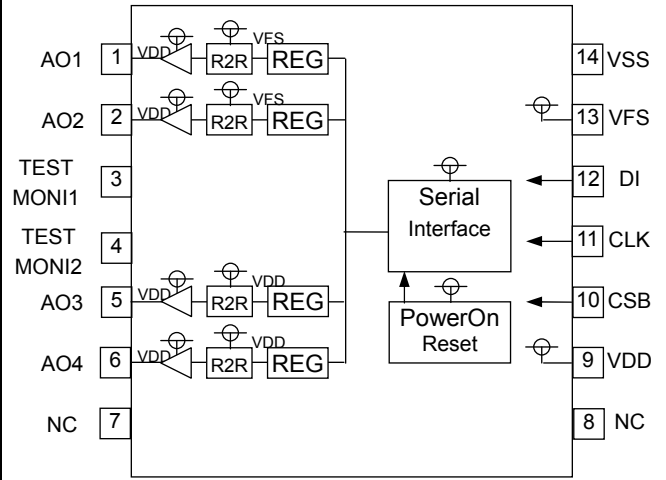 AO1 1 VDD R2R VFS REG 14 VSS
AO2 2 VDD R2R VFS REG 13 VFS
TEST
MONI1 3 12 DI
TEST
MONI2 4 11 CLK
Serial
Interface
AO3 5 VDD R2R VDD REG 10 CSB
PowerOn
Reset
AO4 6 VDD R2R VDD REG 9 VDD
NC 7 8 NC